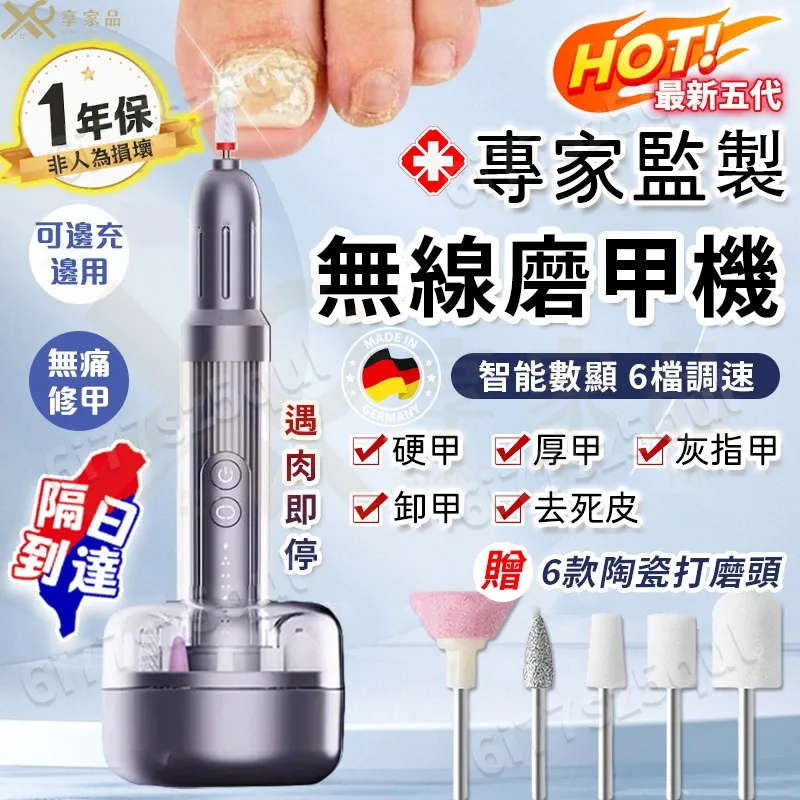 享家品
HOT!
最新五代
1年保
非人為損壞
專家監製
可邊充
邊用
無線磨甲機
無痛
修甲
MADE IN
GERMANY
智能數顯 6檔調速
遇肉即停
硬甲
厚甲
灰指甲
卸甲
去死皮
隔日
到達
贈 6款陶瓷打磨頭